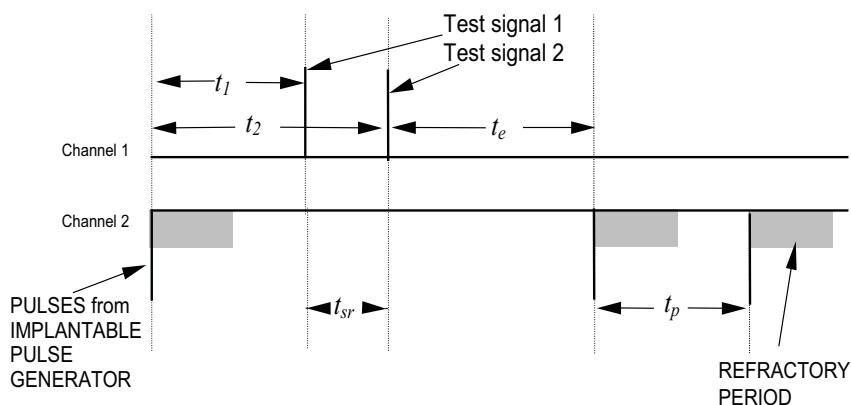 Test signal 1
Test signal 2
t1
t2
te
Channel 1
Channel 2
PULSES from
IMPLANTABLE
PULSE
GENERATOR
tsr
tp
REFRACTORY
PERIOD